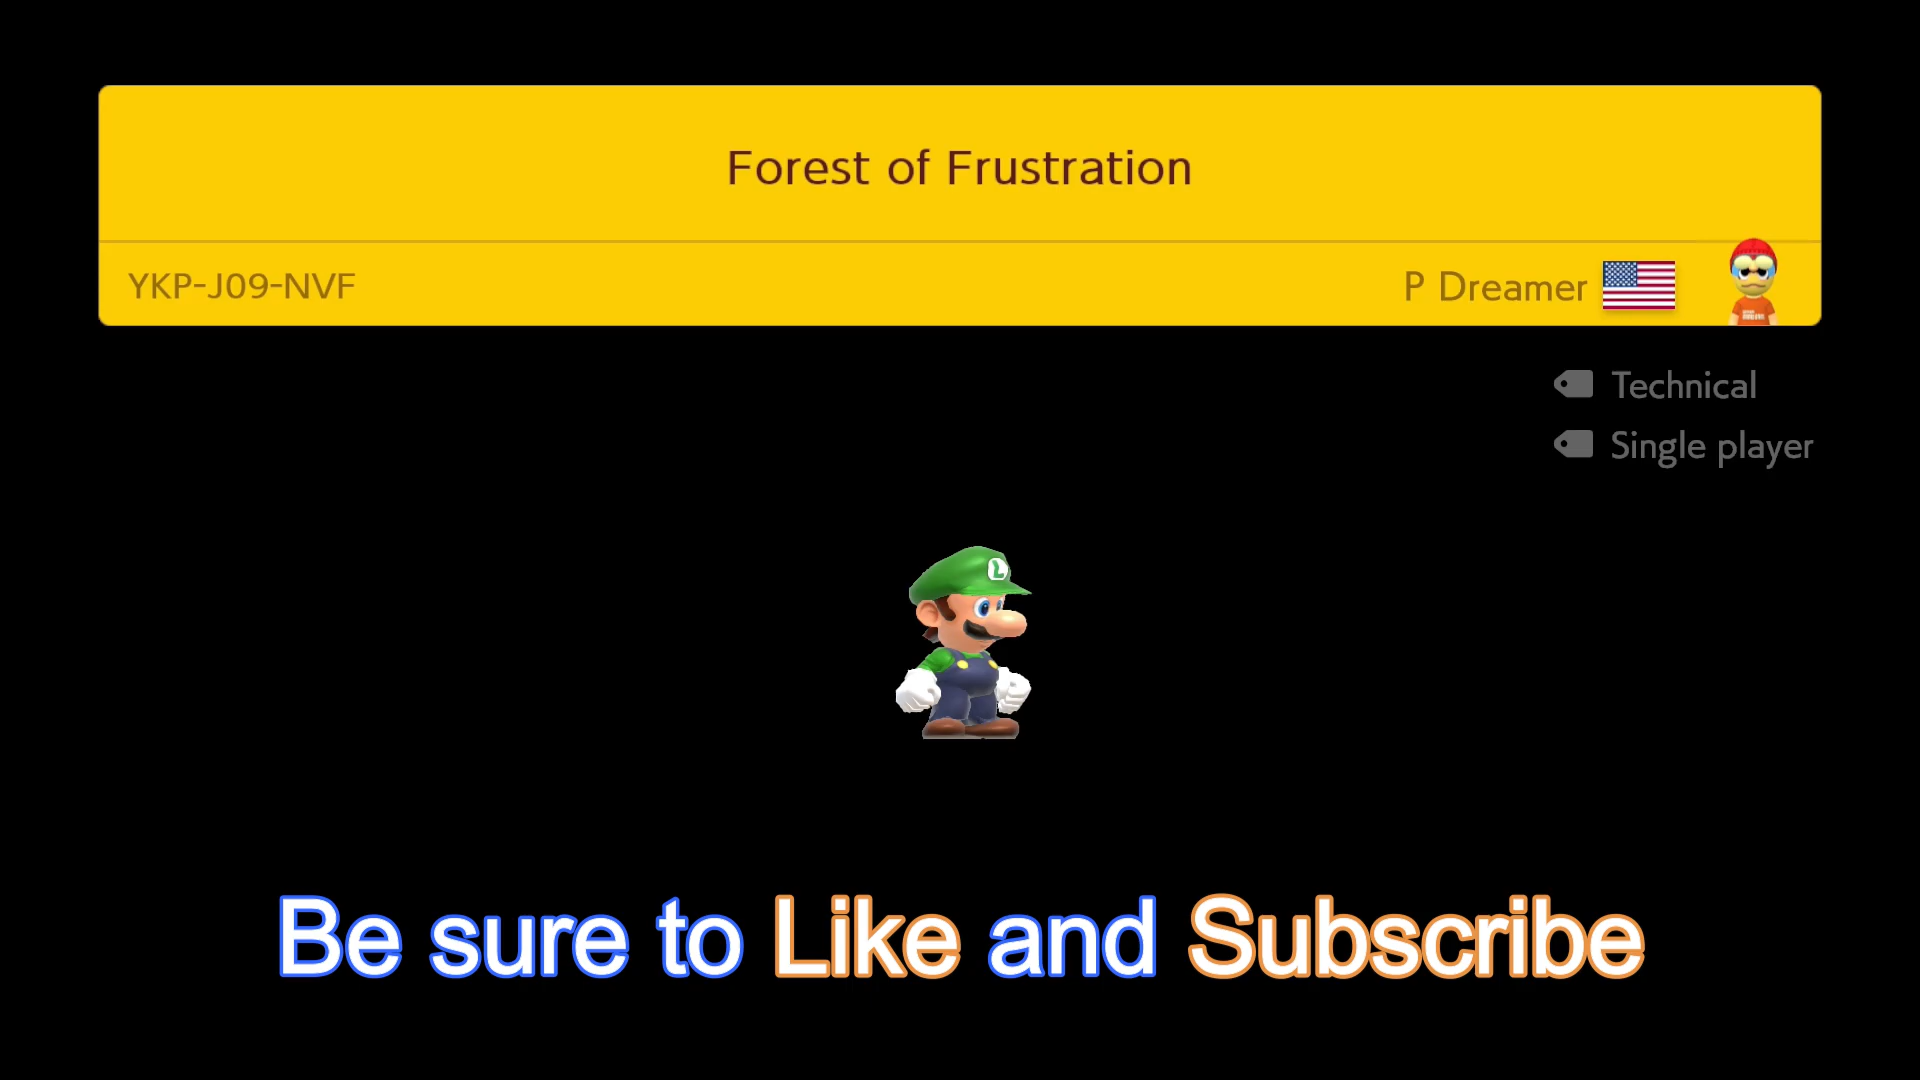 Forest of Frustration
YKP-J09-NVF
P Dreamer
Technical
Single player
L
Be sure to Like and Subscribe